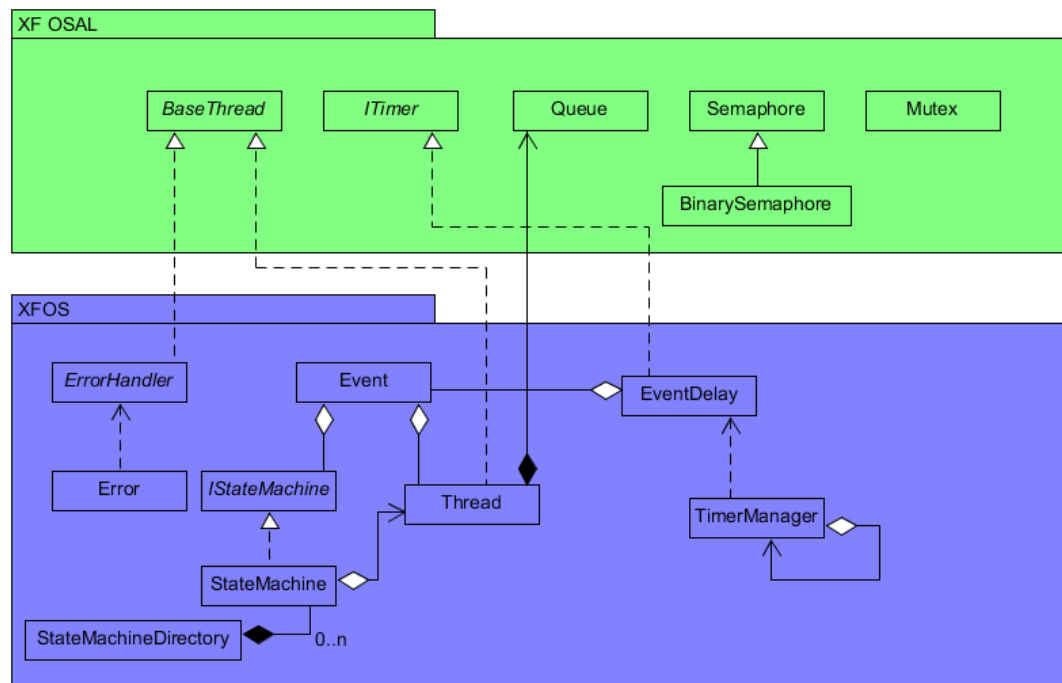 XF OSAL
BaseThread
ITimer
Queue
Semaphore
Mutex
BinarySemaphore
XFOS
ErrorHandler
Event
EventDelay
Error
IStateMachine
Thread
TimerManager
StateMachine
StateMachineDirectory
0..n